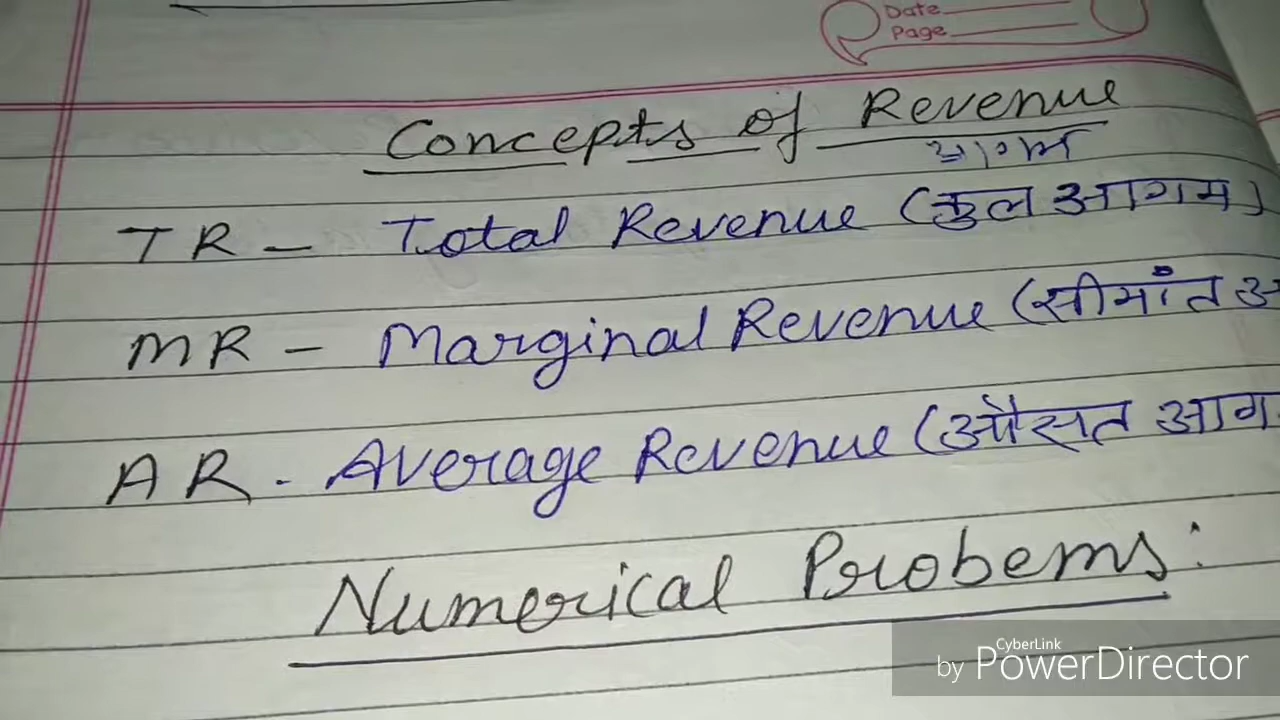 Date
Page
Concepts of Revenue
आगम
TR - Total Revenue (कुल आगम)
MR - Marginal Revenue (सीमांत अ
AR - Average Revenue (औसत आग
Numerical Probems:
CyberLink
by PowerDirector